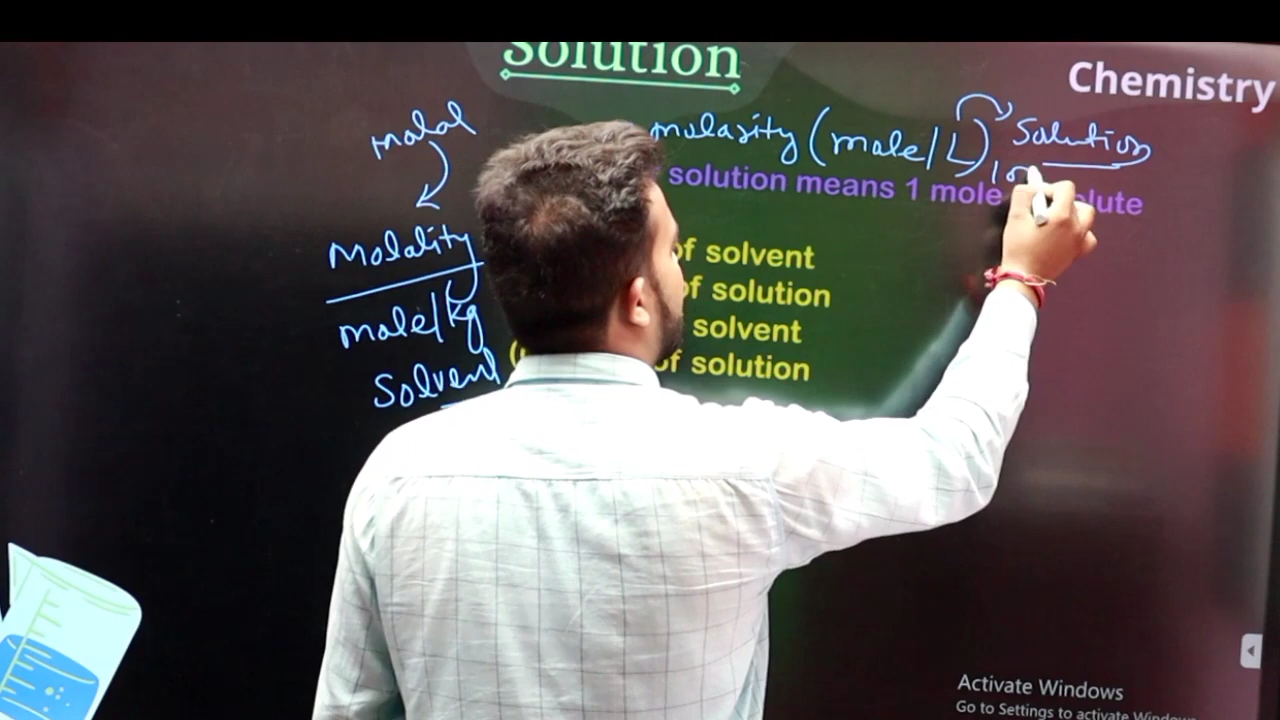 Solution
Chemistry
molal
molarity (mole/L) Solution
solution means 1 mole
Molality
of solvent
mole/kg
of solution
solvent
Solvent
of solution
Activate Windows
Go to Settings to activate Windows